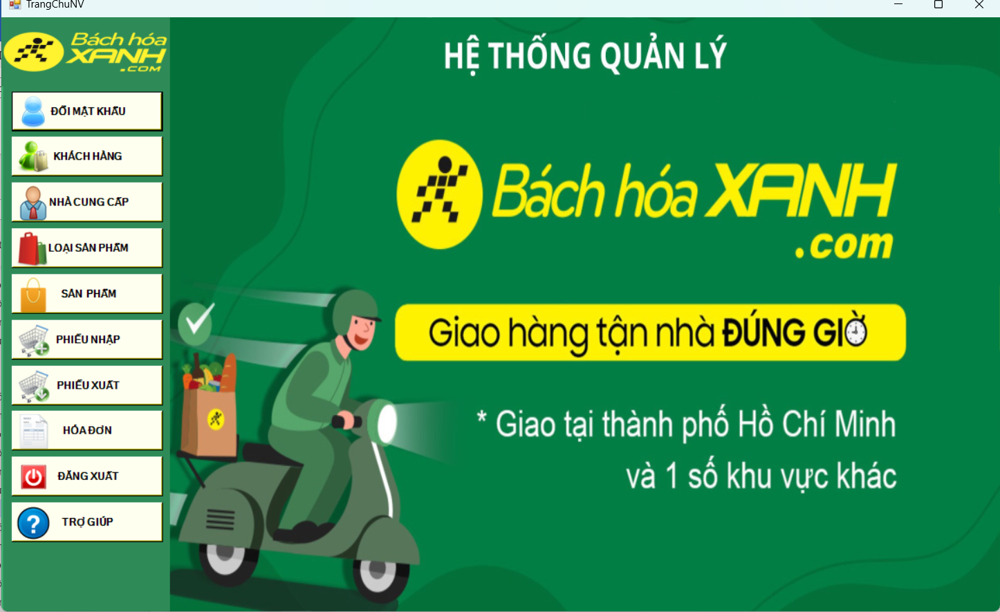 TrangChuNV
Bách hóa
XANH
.COM
ĐỔI MẬT KHẨU
KHÁCH HÀNG
NHÀ CUNG CẤP
LOẠI SẢN PHẨM
SẢN PHẨM
PHIẾU NHẬP
PHIẾU XUẤT
HÓA ĐƠN
ĐĂNG XUẤT
TRỢ GIÚP
HỆ THỐNG QUẢN LÝ
Bách hóa XANH
.com
Giao hàng tận nhà ĐÚNG GIỜ
* Giao tại thành phố Hồ Chí Minh
và 1 số khu vực khác